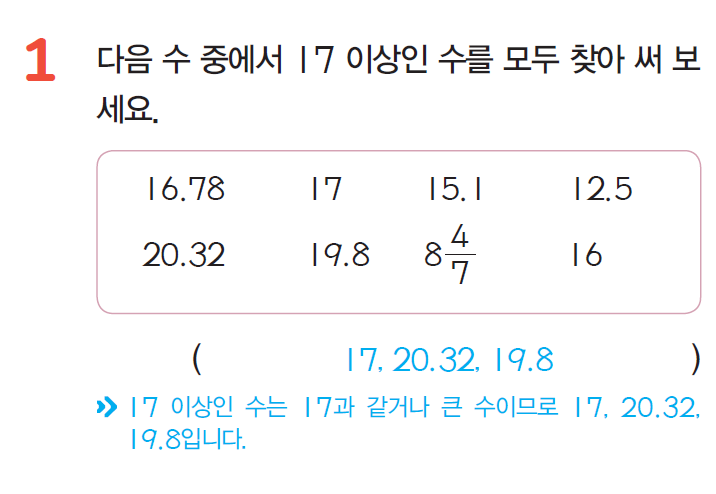 1 다음 수 중에서 17 이상인 수를 모두 찾아 써 보
세요.
16.78 17 15.1 12.5
20.32 19.8 8 4/7 16
( 17, 20.32, 19.8 )
» 17 이상인 수는 17과 같거나 큰 수이므로 17, 20.32,
19.8입니다.